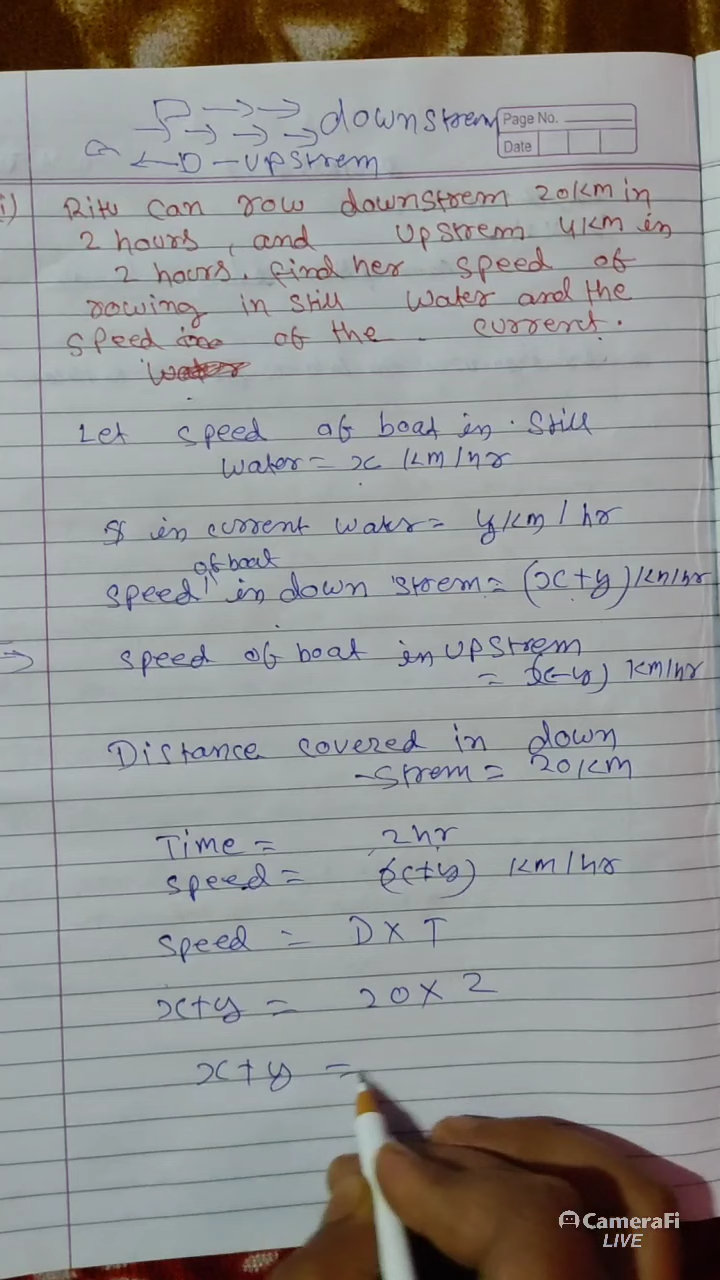 downstrem
Page No.
Date
UPstrem
i) Ritu can row downstrem 20km in
2 hours, and upstrem 4km in
2 hours. find her speed of
rowing in still water and the
speed of the current.
Let speed of boat in still
water = x km/hr
in current water = y km/hr
of boat
speed in down strem = (x+y) km/hr
speed of boat in upstrem
= (x-y) km/hr
Distance covered in down
-strem = 20km
Time = 2hr
speed = (x+y) km/hr
speed = D×T
x+y = 20×2
x+y =
CameraFi
LIVE